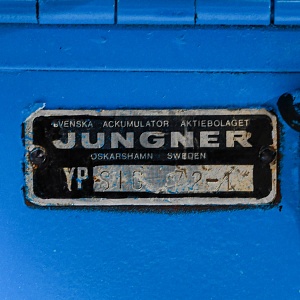 SVENSKA ACKUMULATOR AKTIEBOLAGET
JUNGNER
OSKARSHAMN SWEDEN
YP